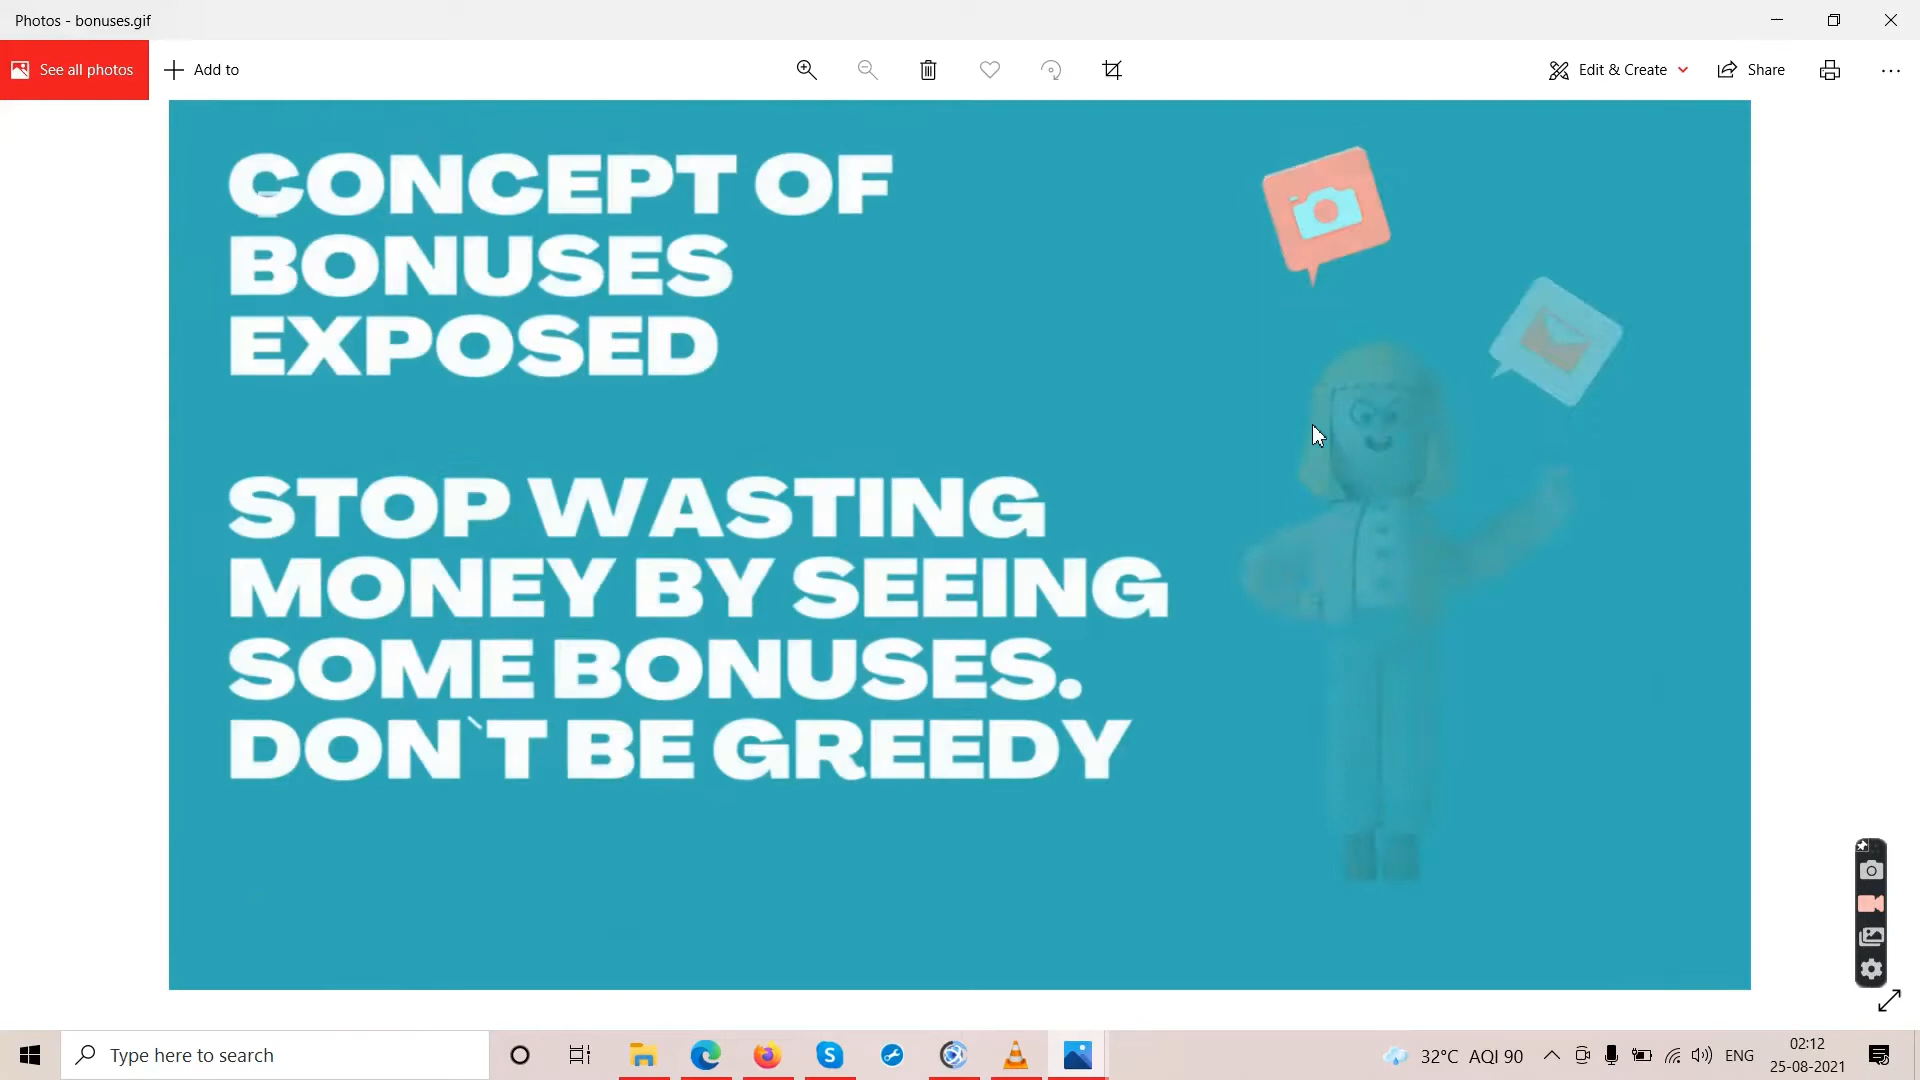 Photos - bonuses.gif
See all photos
Add to
Edit & Create
Share
CONCEPT OF
BONUSES
EXPOSED
STOP WASTING
MONEY BY SEEING
SOME BONUSES.
DON`T BE GREEDY
Type here to search
32°C AQI 90
ENG
02:12
25-08-2021